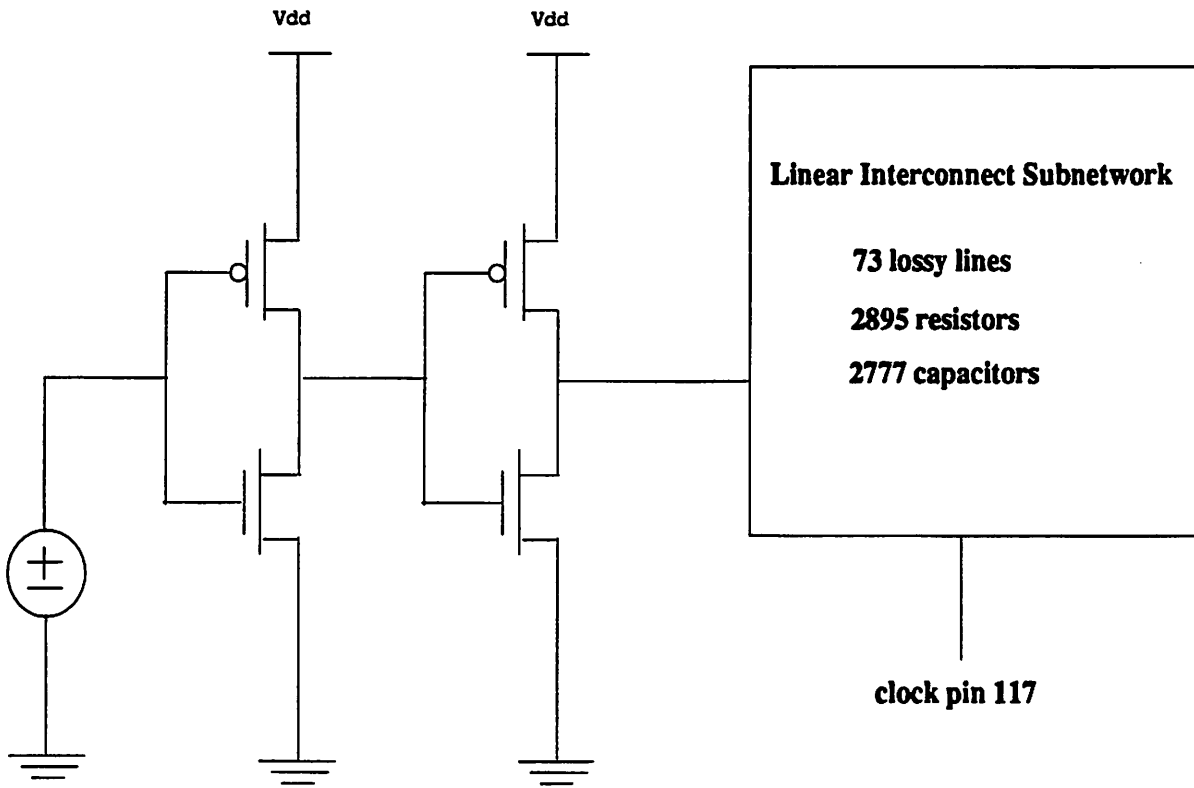 Vdd
Vdd
Linear Interconnect Subnetwork
73 lossy lines
2895 resistors
2777 capacitors
clock pin 117